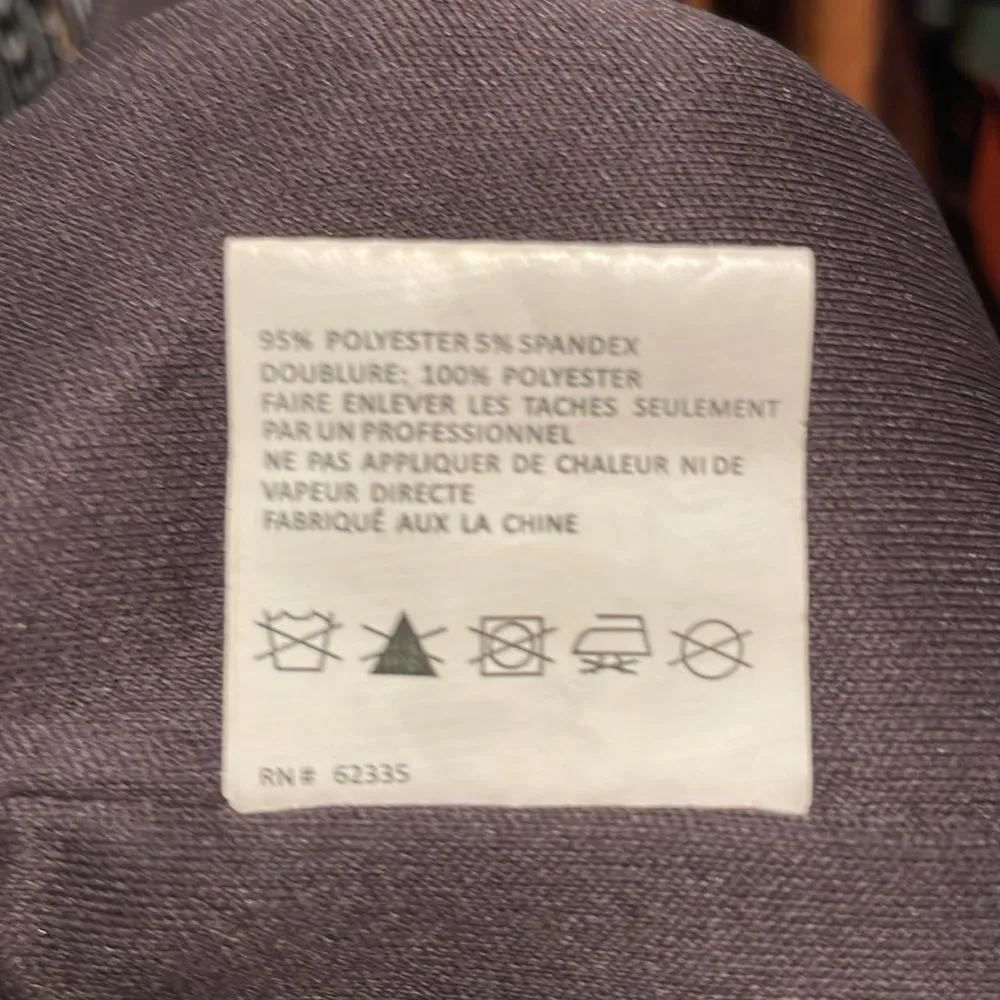 95% POLYESTER 5% SPANDEX
DOUBLURE: 100% POLYESTER
FAIRE ENLEVER LES TACHES SEULEMENT
PAR UN PROFESSIONNEL
NE PAS APPLIQUER DE CHALEUR NI DE
VAPEUR DIRECTE
FABRIQUÉ AUX LA CHINE
RN# 62335